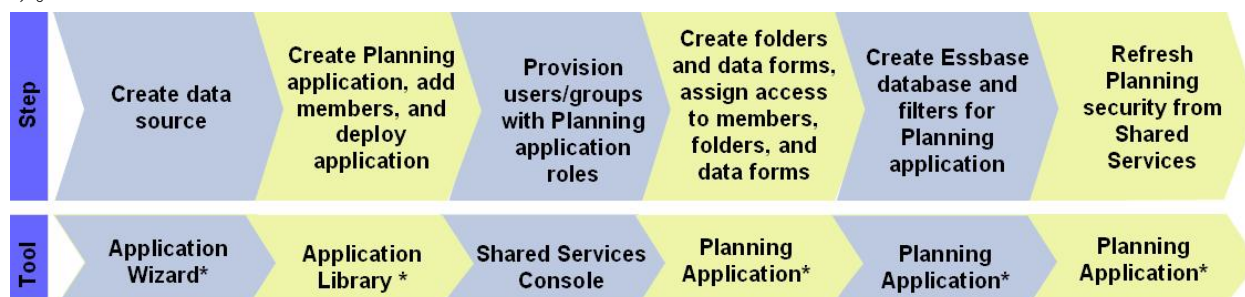 Step
Create data
source
Create Planning
application, add
members, and
deploy
application
Provision
users/groups
with Planning
application
roles
Create folders
and data forms,
assign access
to members,
folders, and
data forms
Create Essbase
database and
filters for
Planning
application
Refresh
Planning
security from
Shared
Services
Tool
Application
Wizard*
Application
Library *
Shared Services
Console
Planning
Application*
Planning
Application*
Planning
Application*